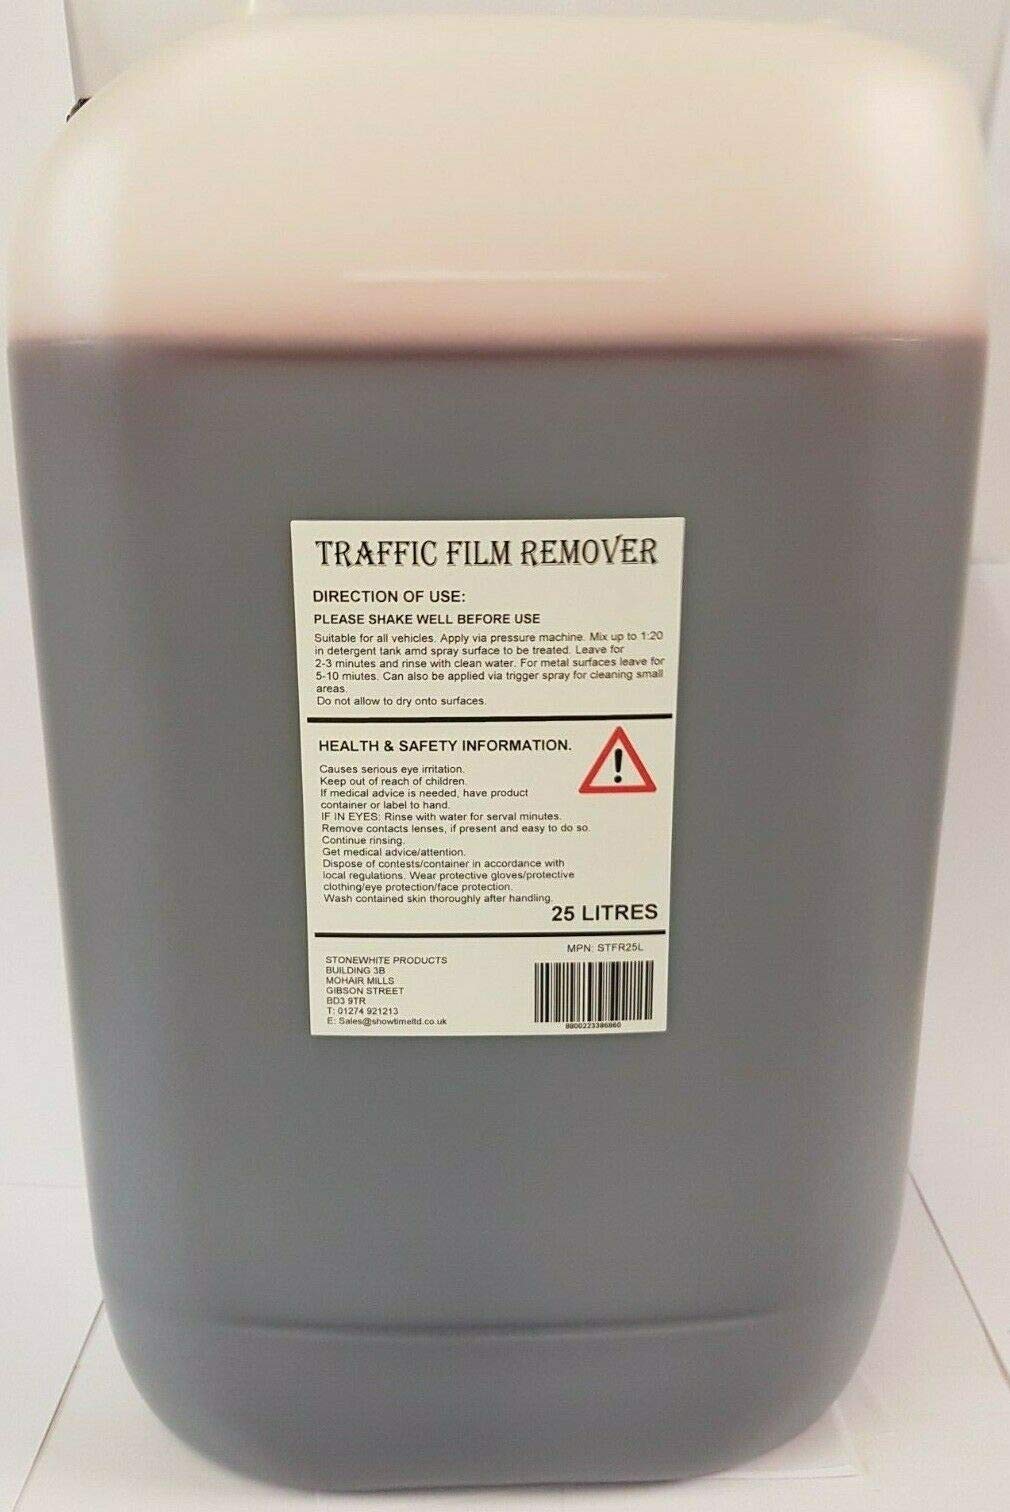 TRAFFIC FILM REMOVER
DIRECTION OF USE:
PLEASE SHAKE WELL BEFORE USE
Suitable for all vehicles. Apply via pressure machine. Mix up to 1:20
in detergent tank amd spray surface to be treated. Leave for
2-3 minutes and rinse with clean water. For metal surfaces leave for
5-10 miutes. Can also be applied via trigger spray for cleaning small
areas.
Do not allow to dry onto surfaces.
HEALTH & SAFETY INFORMATION.
!
Causes serious eye irritation.
Keep out of reach of children.
If medical advice is needed, have product
container or label to hand.
IF IN EYES: Rinse with water for serval minutes.
Remove contacts lenses, if present and easy to do so.
Continue rinsing.
Get medical advice/attention.
Dispose of contests/container in accordance with
local regulations. Wear protective gloves/protective
clothing/eye protection/face protection.
Wash contained skin thoroughly after handling.
25 LITRES
STONEWHITE PRODUCTS
BUILDING 3B
MOHAIR MILLS
GIBSON STREET
BD3 9TR
T: 01274 921213
E: Sales@showtimeltd.co.uk
MPN: STFR25L